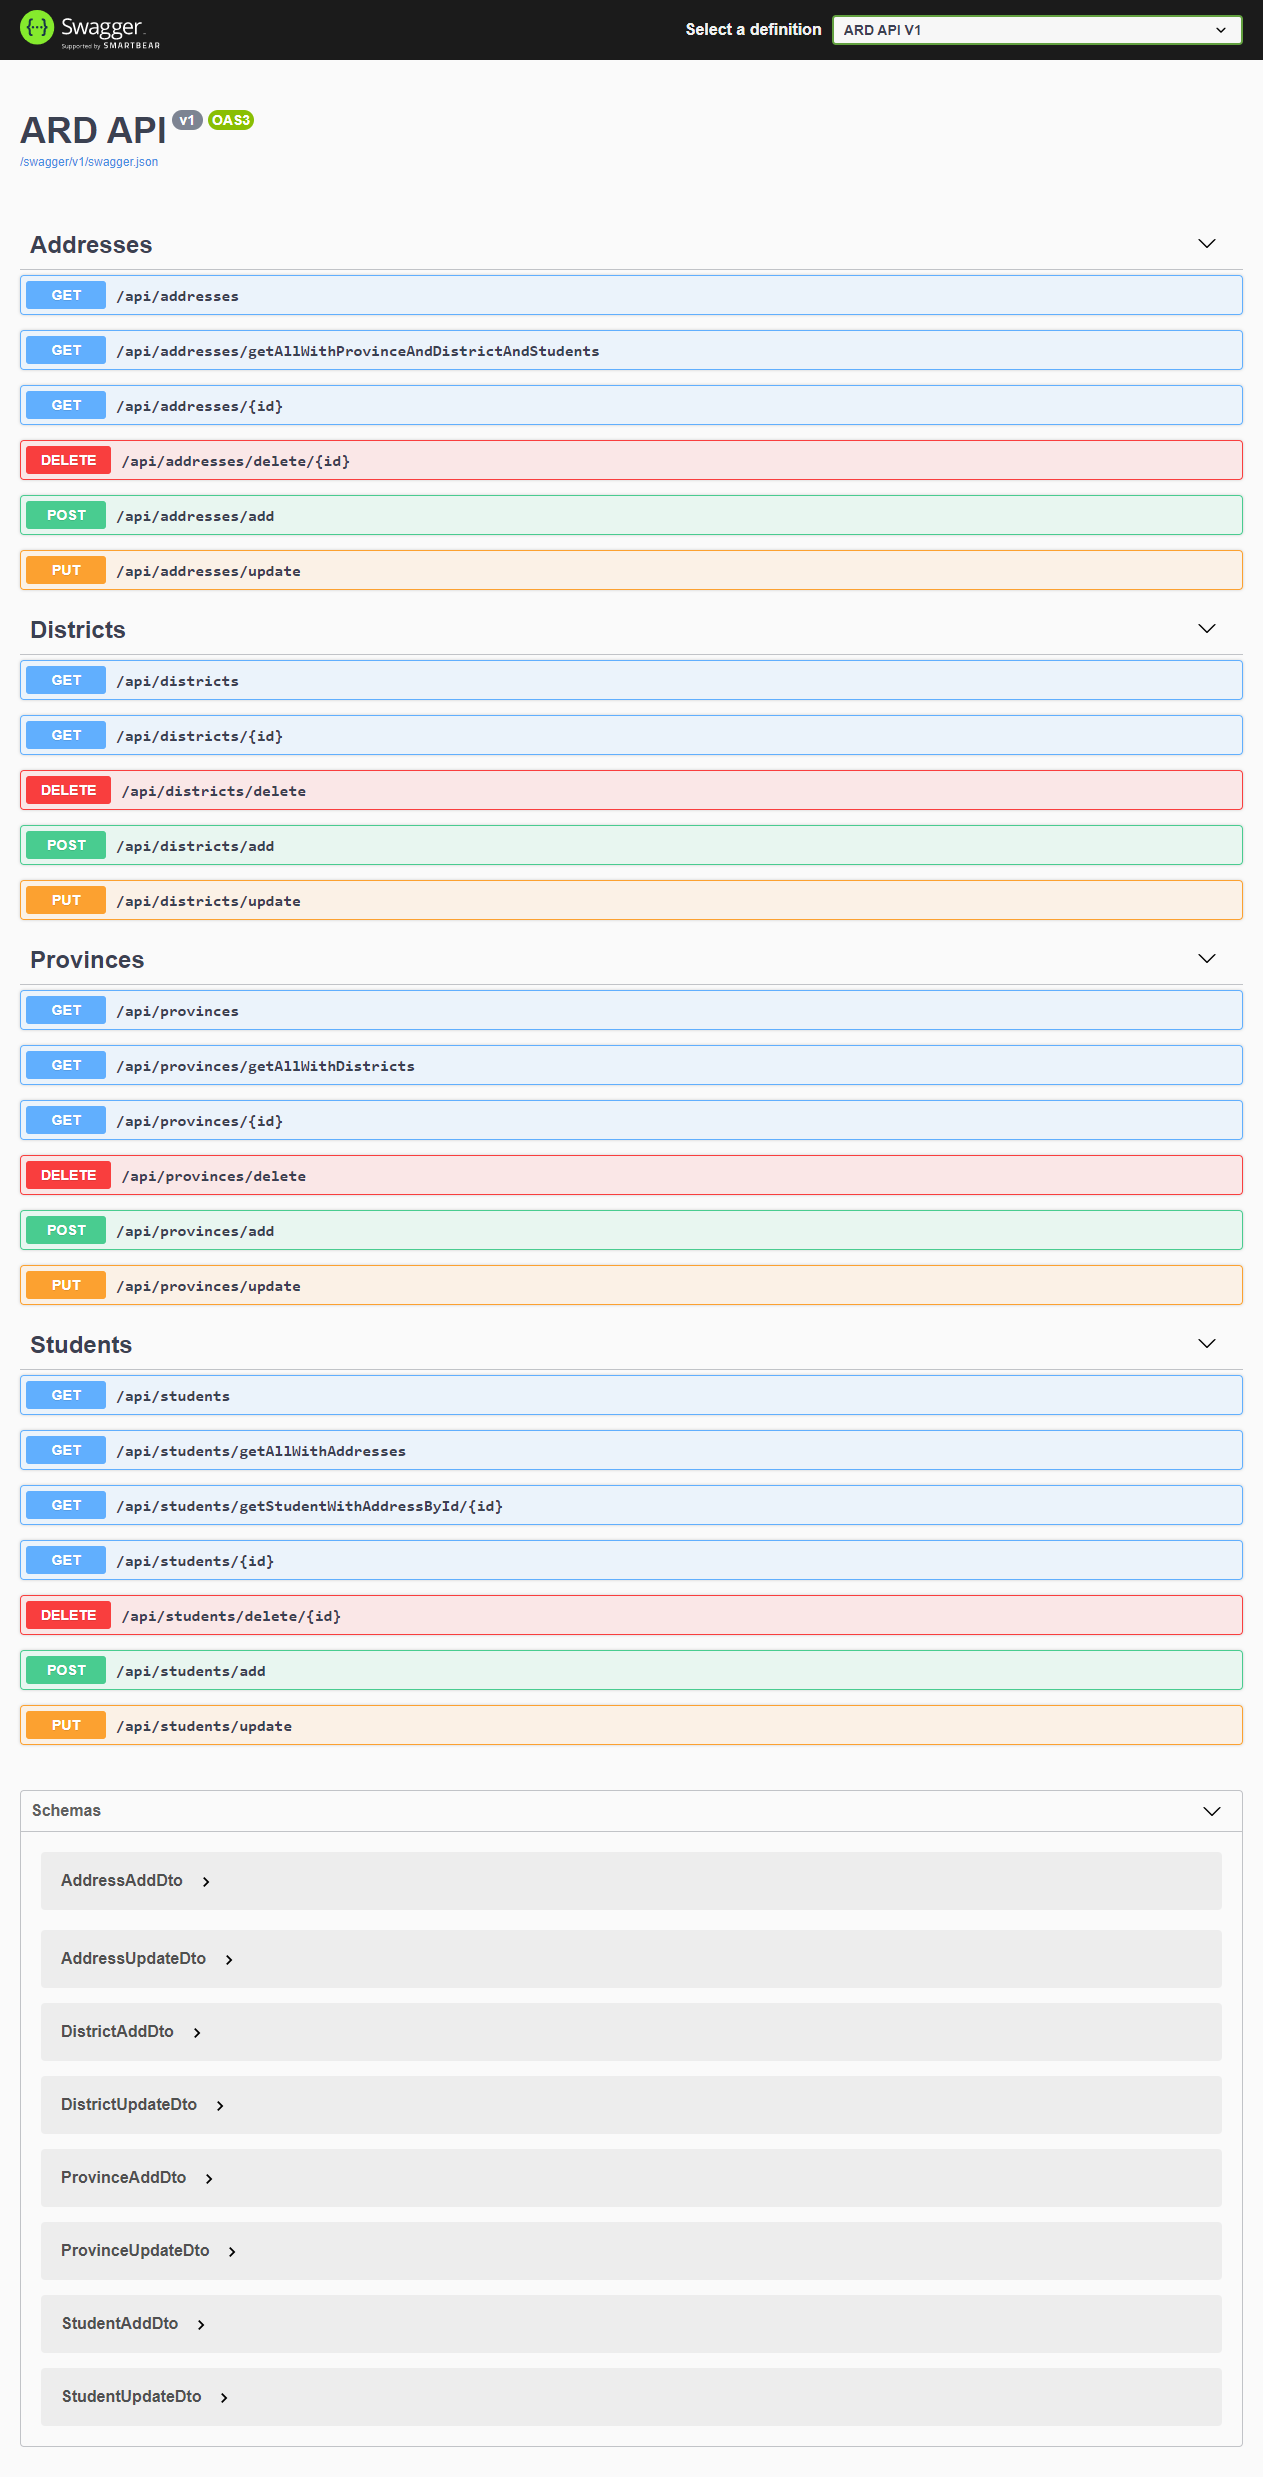 Swagger
Supported by SMARTBEAR
Select a definition
ARD API V1
ARD API v1 OAS3
/swagger/v1/swagger.json
Addresses
GET /api/addresses
GET /api/addresses/getAllWithProvinceAndDistrictAndStudents
GET /api/addresses/{id}
DELETE /api/addresses/delete/{id}
POST /api/addresses/add
PUT /api/addresses/update
Districts
GET /api/districts
GET /api/districts/{id}
DELETE /api/districts/delete
POST /api/districts/add
PUT /api/districts/update
Provinces
GET /api/provinces
GET /api/provinces/getAllWithDistricts
GET /api/provinces/{id}
DELETE /api/provinces/delete
POST /api/provinces/add
PUT /api/provinces/update
Students
GET /api/students
GET /api/students/getAllWithAddresses
GET /api/students/getStudentWithAddressById/{id}
GET /api/students/{id}
DELETE /api/students/delete/{id}
POST /api/students/add
PUT /api/students/update
Schemas
AddressAddDto
AddressUpdateDto
DistrictAddDto
DistrictUpdateDto
ProvinceAddDto
ProvinceUpdateDto
StudentAddDto
StudentUpdateDto